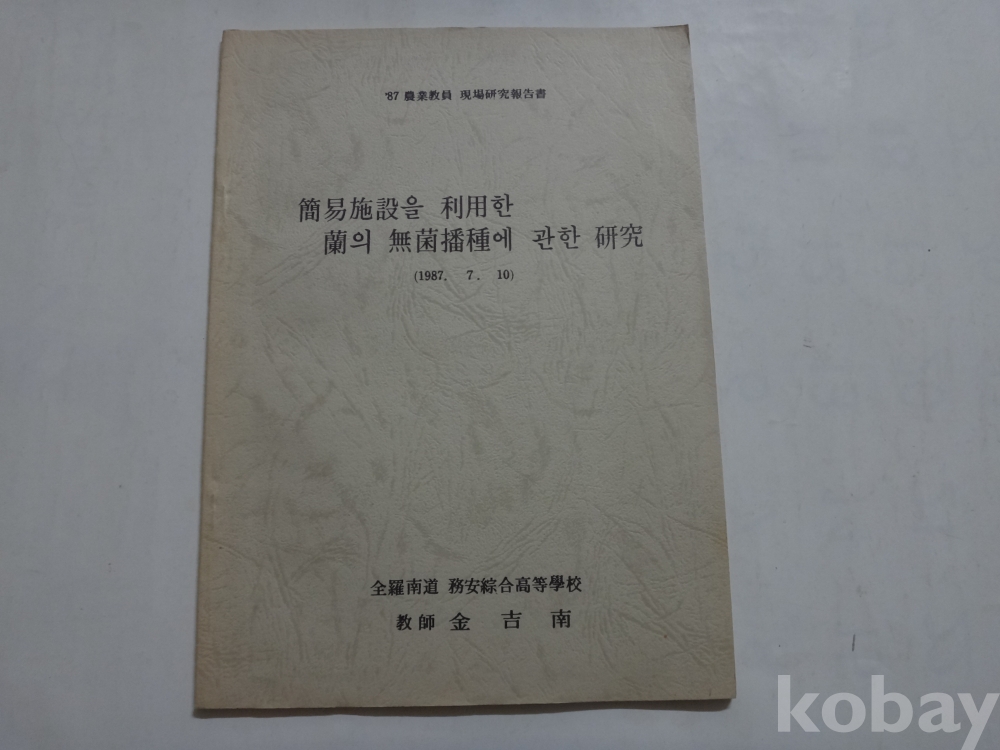 '87 農業教員 現場研究報告書
簡易施設을 利用한
蘭의 無菌播種에 관한 研究
(1987. 7. 10)
全羅南道 務安綜合高等學校
教師 金吉南
kobay